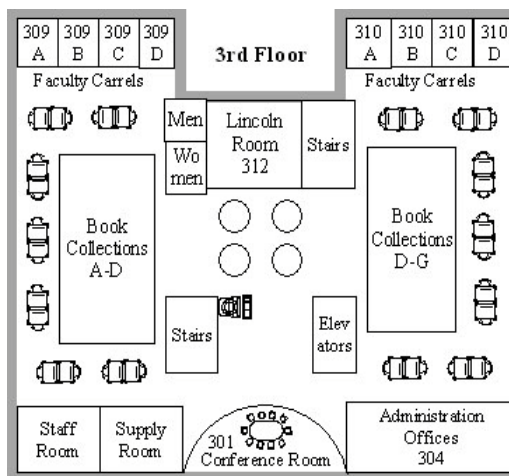 309 309 309 309
A B C D
3rd Floor
310 310 310 310
A B C D
Faculty Carrels
Faculty Carrels
Men
Wo
men
Lincoln
Room
312
Stairs
Book
Collections
A-D
Book
Collections
D-G
Stairs
Elev
ators
Staff
Room
Supply
Room
301
Conference Room
Administration
Offices
304